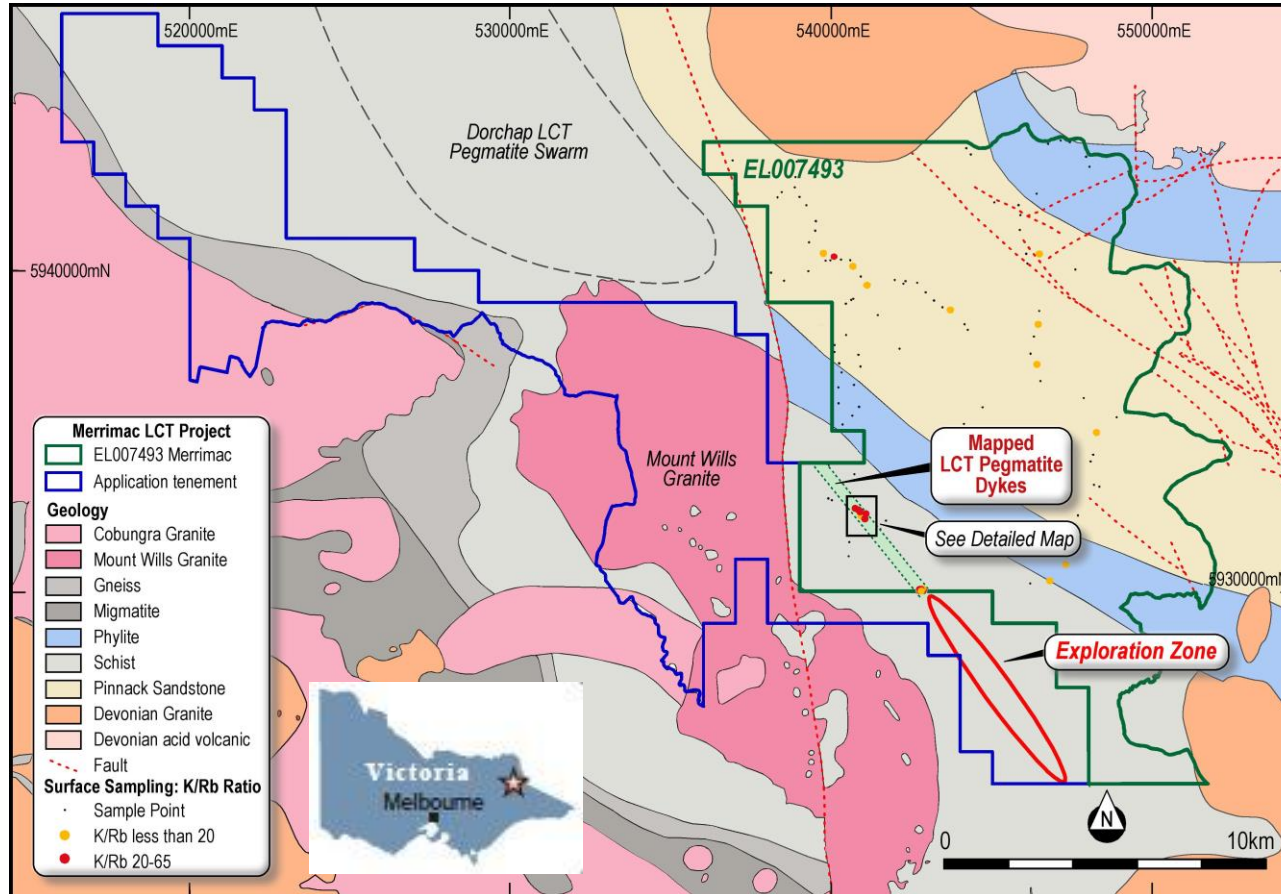 520000mE
530000mE
540000mE
550000mE
Dorchap LCT
Pegmatite Swarm
EL007493
5940000mN
Mount Wills
Granite
Mapped
LCT Pegmatite
Dykes
See Detailed Map
5930000mN
Exploration Zone
Merrimac LCT Project
EL007493 Merrimac
Application tenement
Geology
Cobungra Granite
Mount Wills Granite
Gneiss
Migmatite
Phylite
Schist
Pinnack Sandstone
Devonian Granite
Devonian acid volcanic
Fault
Surface Sampling: K/Rb Ratio
Sample Point
K/Rb less than 20
K/Rb 20-65
Victoria
Melbourne
N
0
10km